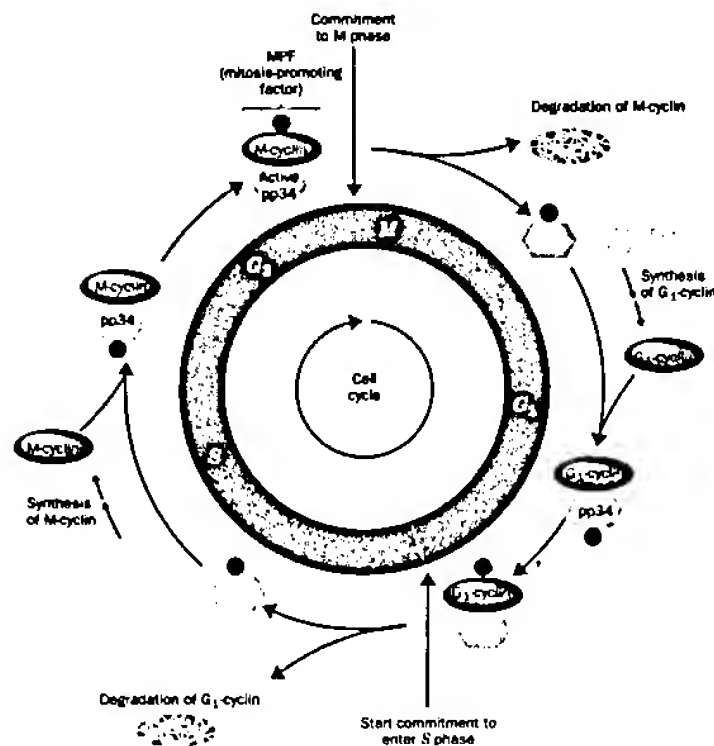 Commitment
to M phase
MPF
(mitosis-promoting
factor)
M-cyclin
Active
pp34
Degradation of M-cyclin
M
G₂
M-cyclin
pp34
Synthesis
of G₁-cyclin
G₁-cyclin
Cell
cycle
G₁
M-cyclin
S
Synthesis
of M-cyclin
G₁-cyclin
pp34
G₁-cyclin
Degradation of G₁-cyclin
Start commitment to
enter S phase